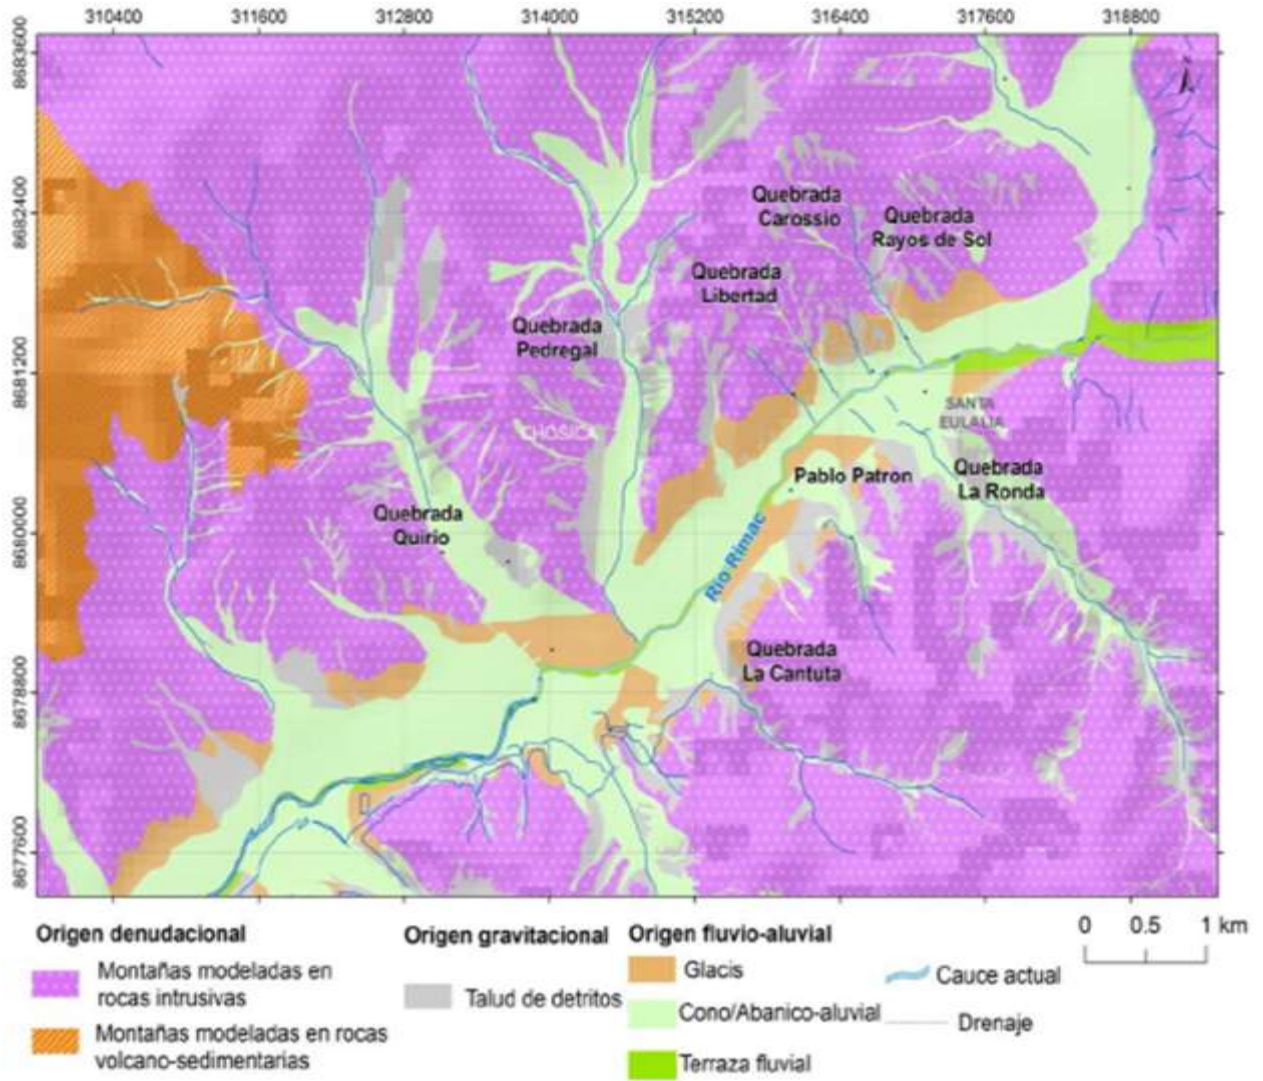 310400 311600 312800 314000 315200 316400 317600 318800
8683600
8682400
8681200
8680000
8678800
8677600
N
Quebrada
Carossio
Quebrada
Rayos de Sol
Quebrada
Libertad
Quebrada
Pedregal
CHOSICA
SANTA
EULALIA
Pablo Patron
Quebrada
La Ronda
Quebrada
Quirio
Rio Rimac
Quebrada
La Cantuta
Origen denudacional
Montañas modeladas en
rocas intrusivas
Montañas modeladas en rocas
volcano-sedimentarias
Origen gravitacional
Talud de detritos
Origen fluvio-aluvial
Glacis
Cono/Abanico-aluvial
Terraza fluvial
Cauce actual
Drenaje
0 0.5 1 km